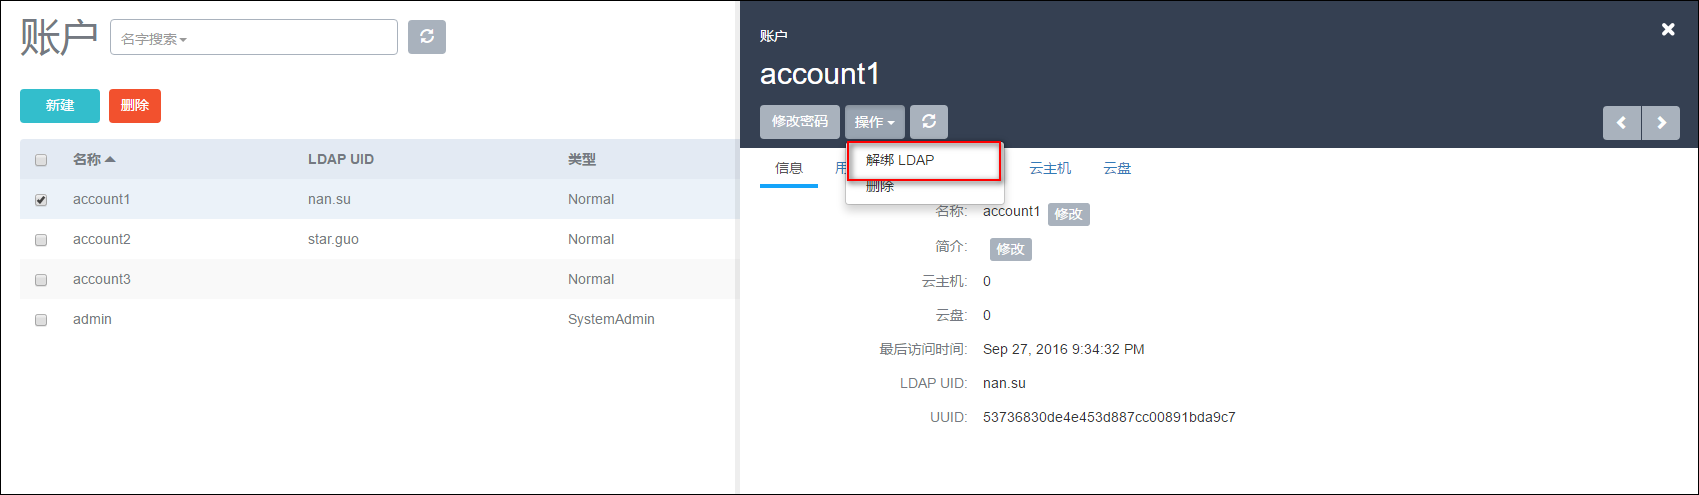 账户
名字搜索
新建
删除
名称 LDAP UID 类型
account1 nan.su Normal
account2 star.guo Normal
account3 Normal
admin SystemAdmin
账户
account1
修改密码 操作
解绑 LDAP
删除
信息 用 云主机 云盘
名称: account1 修改
简介: 修改
云主机: 0
云盘: 0
最后访问时间: Sep 27, 2016 9:34:32 PM
LDAP UID: nan.su
UUID: 53736830de4e453d887cc00891bda9c7